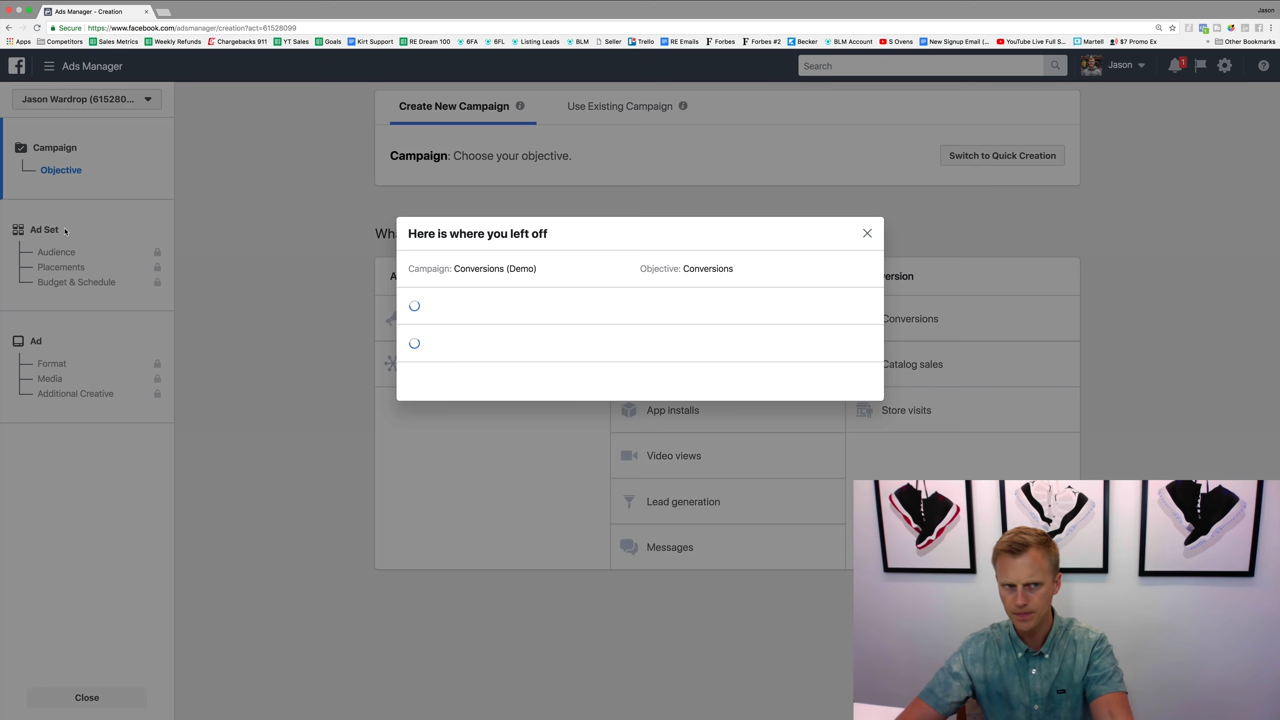 Ads Manager - Creation
Jason
Secure https://www.facebook.com/adsmanager/creation?act=61528099
Apps Competitors Sales Metrics Weekly Refunds Chargebacks 911 YT Sales Goals Kirt Support RE Dream 100 6FA 6FL Listing Leads BLM Seller Trello RE Emails Forbes Forbes #2 Becker BLM Account S Ovens New Signup Email (... YouTube Live Full S... Martell $7 Promo Ex » Other Bookmarks
Ads Manager
Search
Jason
1
Jason Wardrop (615280...
Create New Campaign
Use Existing Campaign
Campaign
Objective
Campaign: Choose your objective.
Switch to Quick Creation
Ad Set
Audience
Placements
Budget & Schedule
Wh
Here is where you left off
Campaign: Conversions (Demo)
Objective: Conversions
A
version
Conversions
Catalog sales
Ad
Format
Media
Additional Creative
App installs
Store visits
Video views
Lead generation
Messages
Close